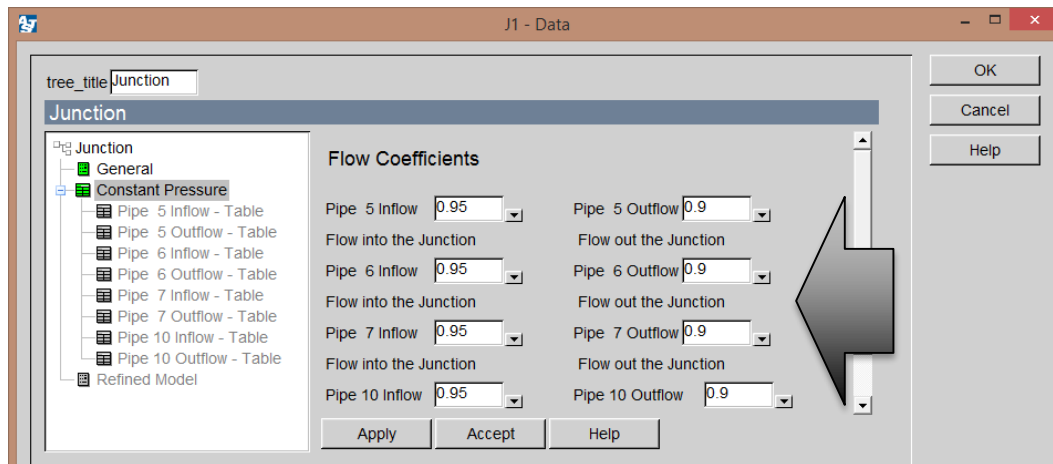 J1 - Data
tree_title Junction
Junction
Junction
General
Constant Pressure
Pipe 5 Inflow - Table
Pipe 5 Outflow - Table
Pipe 6 Inflow - Table
Pipe 6 Outflow - Table
Pipe 7 Inflow - Table
Pipe 7 Outflow - Table
Pipe 10 Inflow - Table
Pipe 10 Outflow - Table
Refined Model
Flow Coefficients
Pipe 5 Inflow 0.95 Pipe 5 Outflow 0.9
Flow into the Junction Flow out the Junction
Pipe 6 Inflow 0.95 Pipe 6 Outflow 0.9
Flow into the Junction Flow out the Junction
Pipe 7 Inflow 0.95 Pipe 7 Outflow 0.9
Flow into the Junction Flow out the Junction
Pipe 10 Inflow 0.95 Pipe 10 Outflow 0.9
Apply Accept Help
OK
Cancel
Help